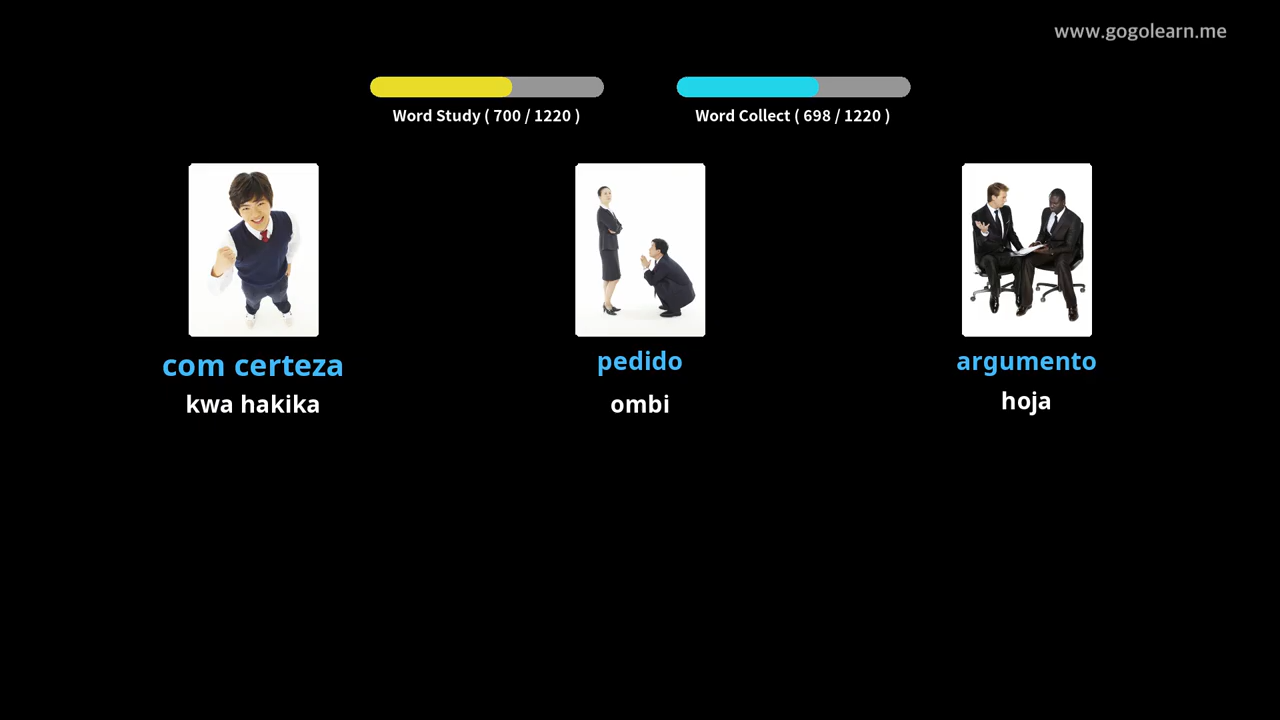 www.gogolearn.me
Word Study ( 700 / 1220 )
Word Collect ( 698 / 1220 )
com certeza
kwa hakika
pedido
ombi
argumento
hoja